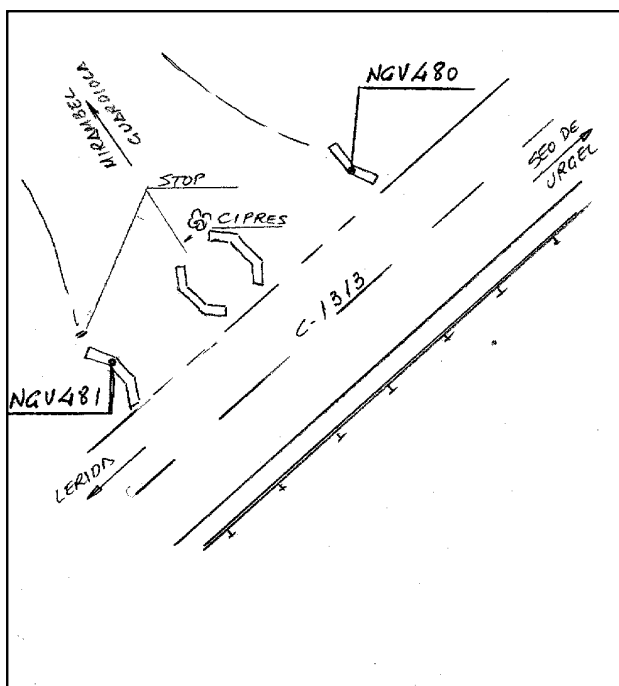 NGV480
MIRAMBEL
GUARDIOLA
SEO DE
URGEL
STOP
CIPRES
C-1313
NGV481
LERIDA